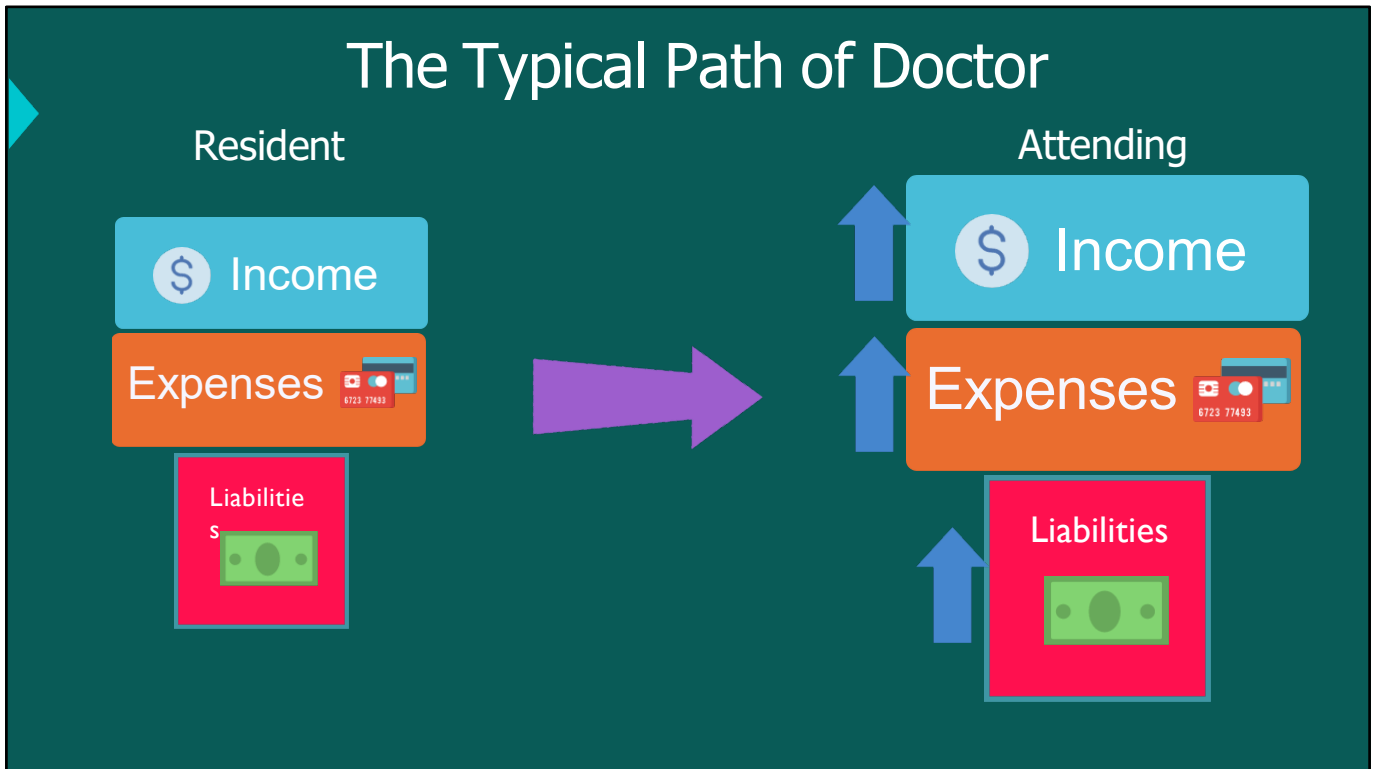 The Typical Path of Doctor
Resident
Attending
$ Income
Expenses
6723 77493
Liabilitie
s
$ Income
Expenses
6723 77493
Liabilities